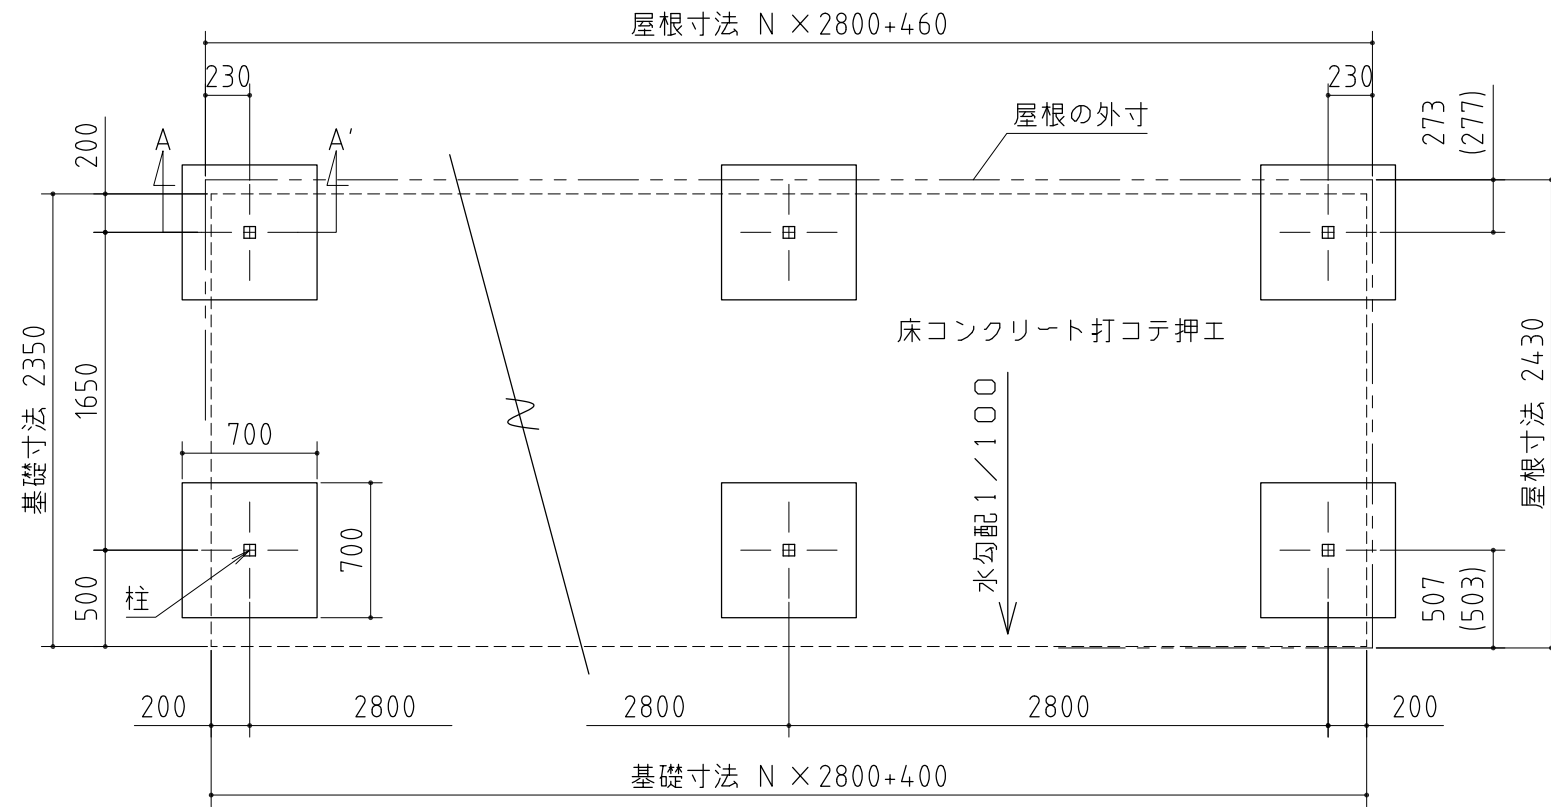 屋根寸法 N ×2800+460
230
230
屋根の外寸
200
A
A'
273
(277)
床コンクリート打コテ押エ
基礎寸法 2350
1650
700
水勾配1／100
屋根寸法 2430
700
500
柱
507
(503)
200
2800
2800
2800
200
基礎寸法 N ×2800+400